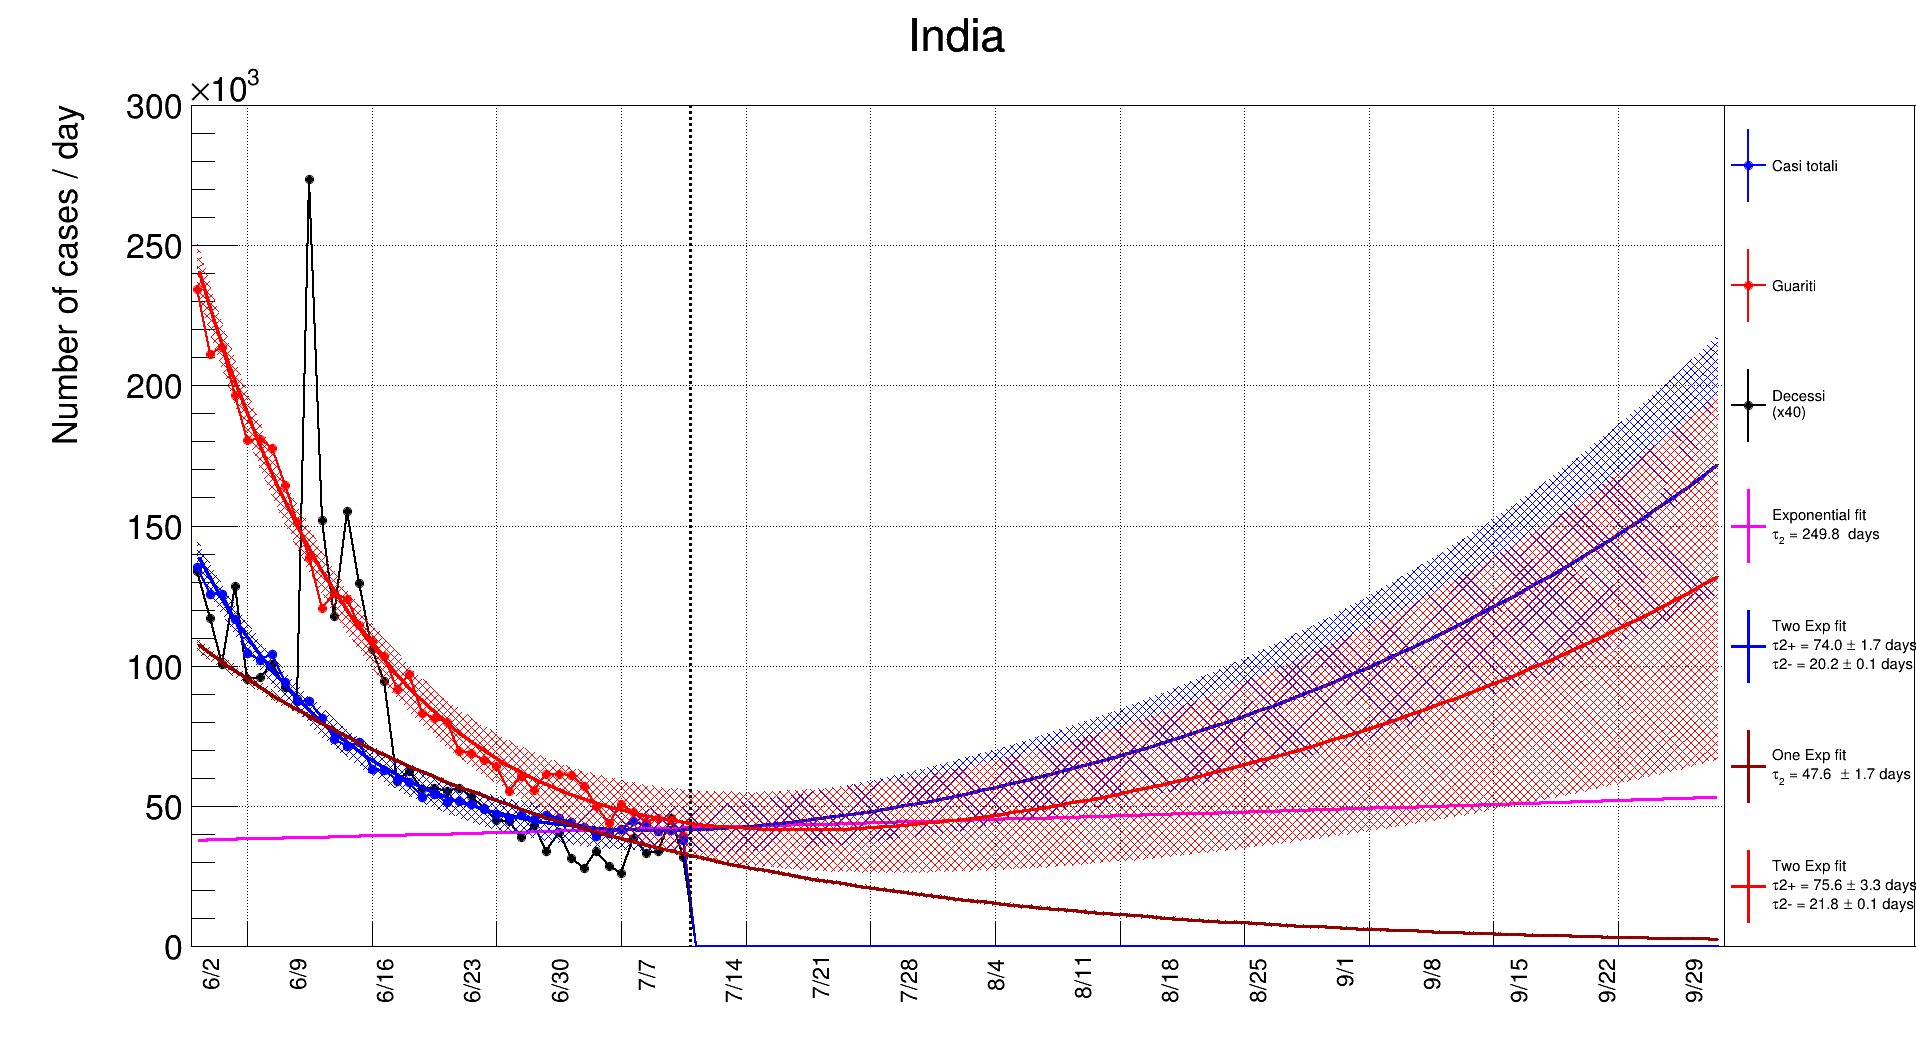 India
×10³
Number of cases / day
300
250
200
150
100
50
0
6/2
6/9
6/16
6/23
6/30
7/7
7/14
7/21
7/28
8/4
8/11
8/18
8/25
9/1
9/8
9/15
9/22
9/29
Casi totali
Guariti
Decessi
(x40)
Exponential fit
τ₂ = 249.8 days
Two Exp fit
τ2+ = 74.0 ± 1.7 days
τ2- = 20.2 ± 0.1 days
One Exp fit
τ₂ = 47.6 ± 1.7 days
Two Exp fit
τ2+ = 75.6 ± 3.3 days
τ2- = 21.8 ± 0.1 days